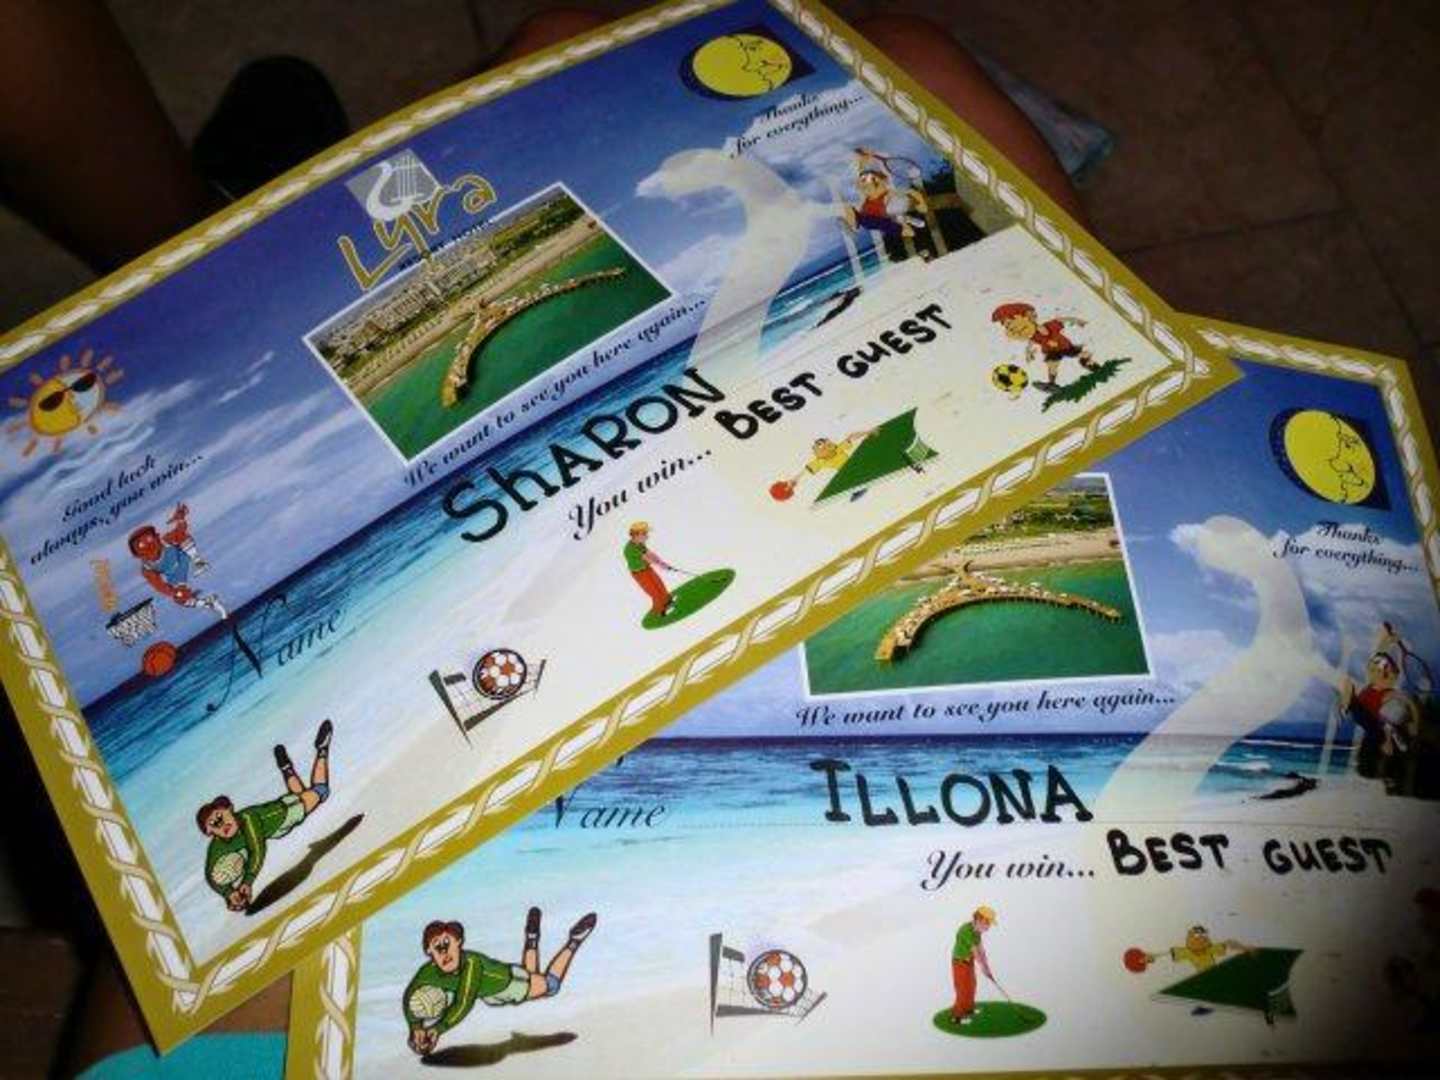 Thanks
for everything...
Lyra
We want to see you here again...
Good luck
always, you win...
Name
ShARON
You win... BEST GUEST
Thanks
for everything...
We want to see you here again...
Name
ILLONA
You win... BEST GUEST